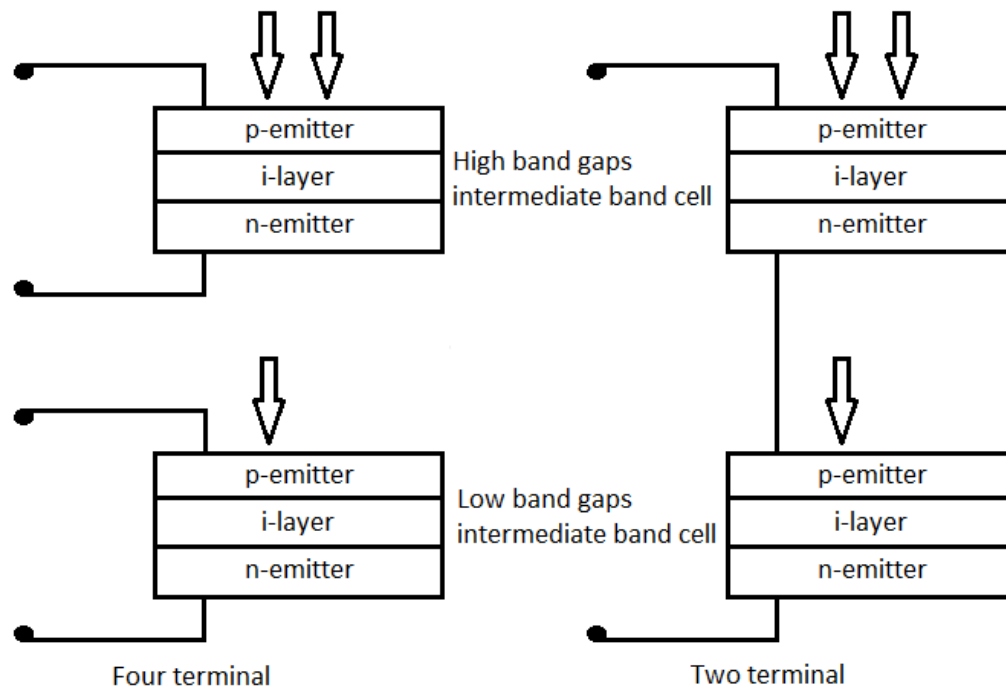 p-emitter
i-layer
n-emitter
High band gaps
intermediate band cell
p-emitter
i-layer
n-emitter
p-emitter
i-layer
n-emitter
Low band gaps
intermediate band cell
p-emitter
i-layer
n-emitter
Four terminal
Two terminal